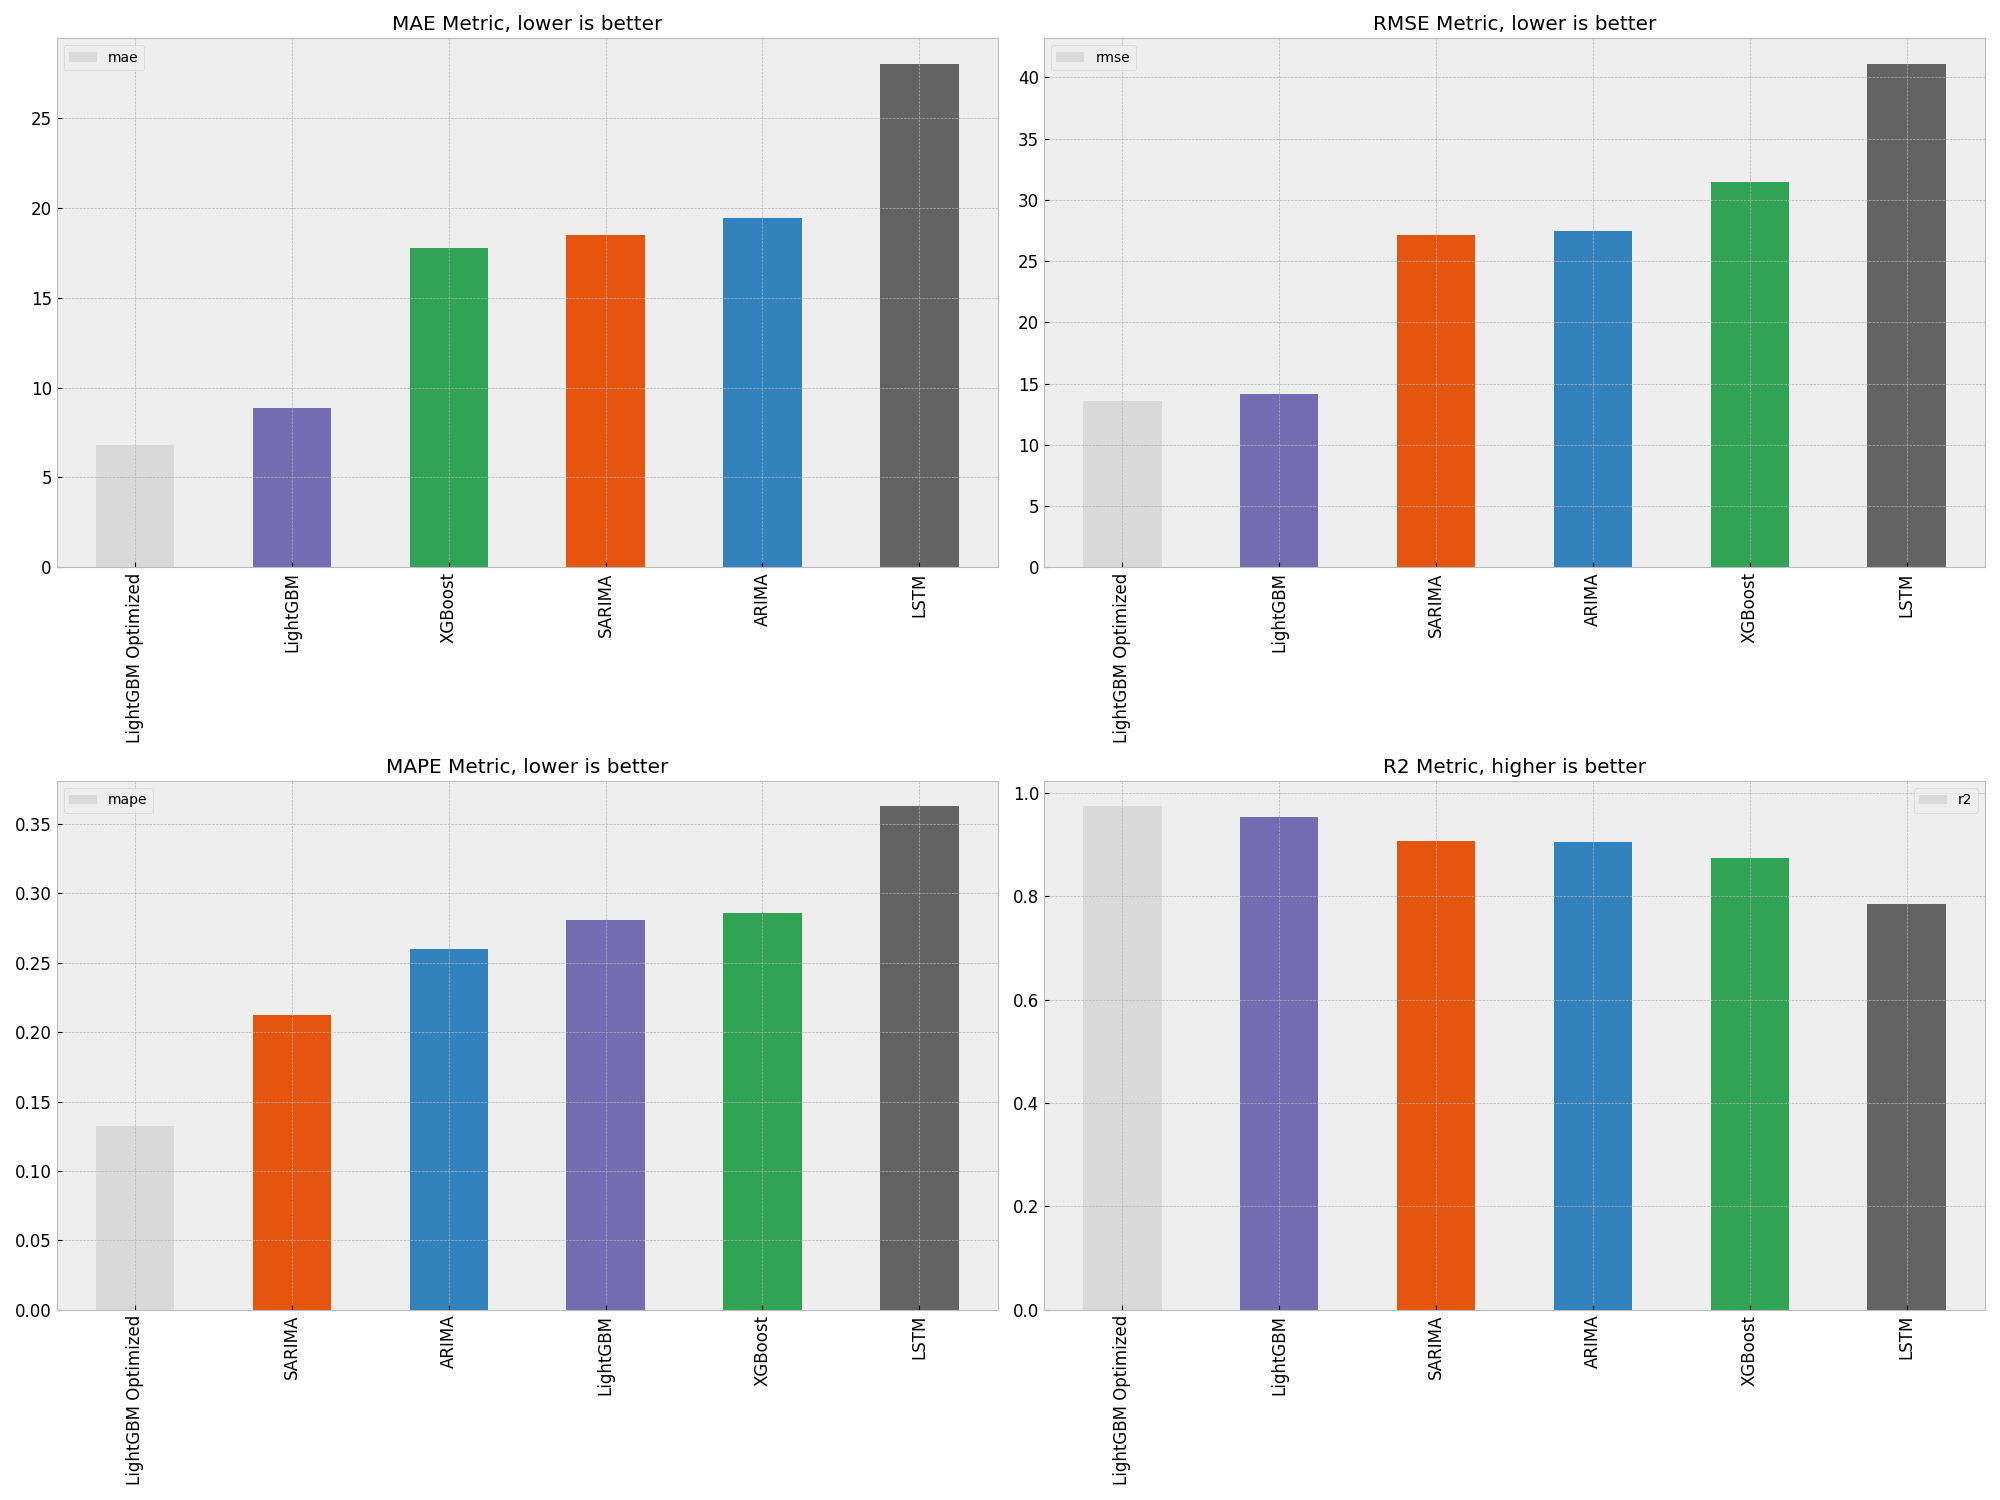 MAE Metric, lower is better
mae
25
20
15
10
5
0
LightGBM Optimized
LightGBM
XGBoost
SARIMA
ARIMA
LSTM
RMSE Metric, lower is better
rmse
40
35
30
25
20
15
10
5
0
LightGBM Optimized
LightGBM
SARIMA
ARIMA
XGBoost
LSTM
MAPE Metric, lower is better
mape
0.35
0.30
0.25
0.20
0.15
0.10
0.05
0.00
LightGBM Optimized
SARIMA
ARIMA
LightGBM
XGBoost
LSTM
R2 Metric, higher is better
r2
1.0
0.8
0.6
0.4
0.2
0.0
LightGBM Optimized
LightGBM
SARIMA
ARIMA
XGBoost
LSTM